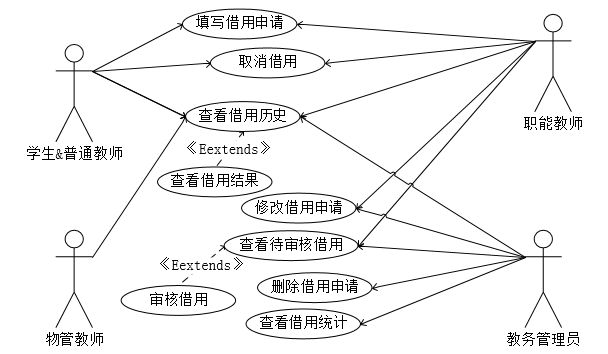 填写借用申请
取消借用
查看借用历史
职能教师
学生&普通教师
《Eextends》
查看借用结果
修改借用申请
查看待审核借用
《Eextends》
删除借用申请
审核借用
查看借用统计
物管教师
教务管理员